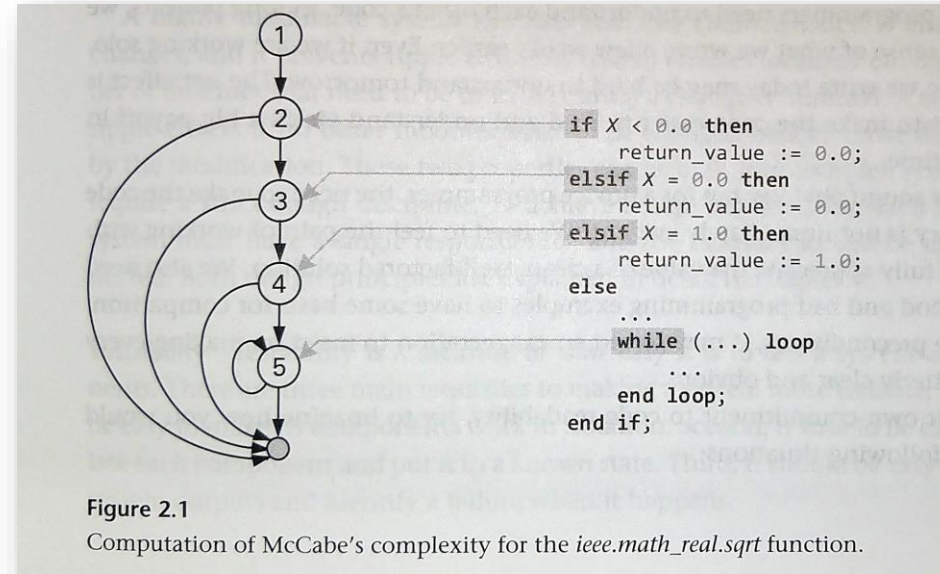 1
2
3
4
5
if X < 0.0 then
return_value := 0.0;
elsif X = 0.0 then
return_value := 0.0;
elsif X = 1.0 then
return_value := 1.0;
else
...
while (...) loop
...
end loop;
end if;
Figure 2.1
Computation of McCabe's complexity for the ieee.math_real.sqrt function.